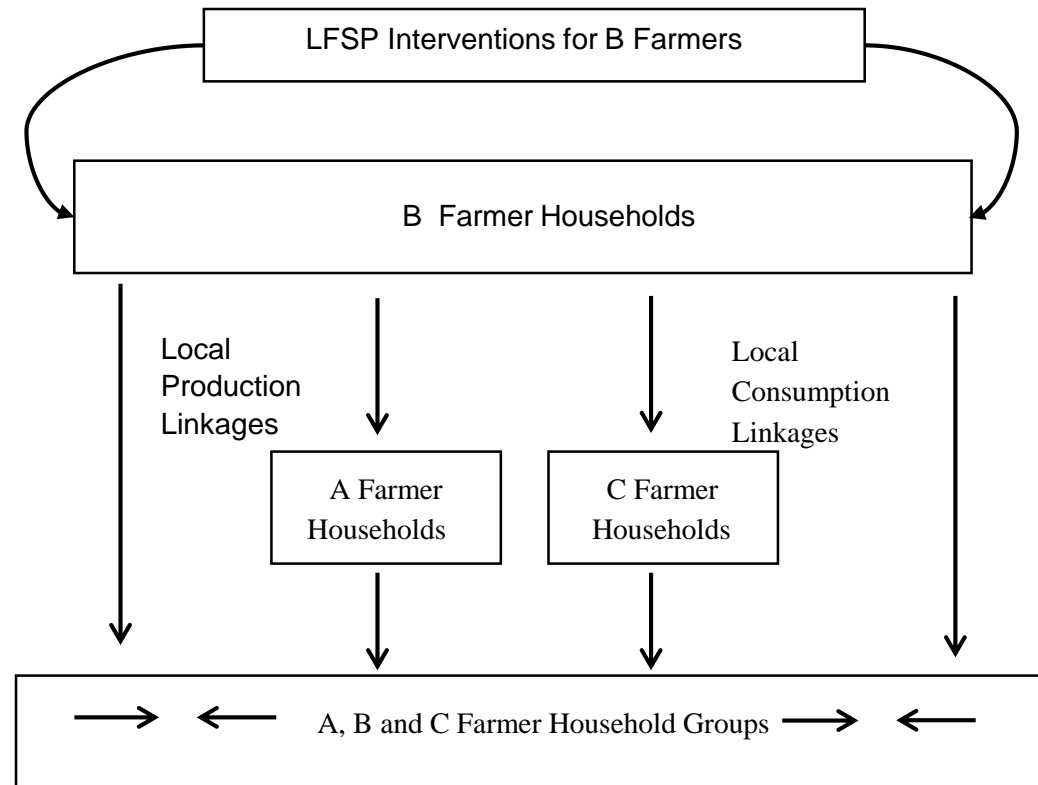 LFSP Interventions for B Farmers
B Farmer Households
Local
Production
Linkages
Local
Consumption
Linkages
A Farmer
Households
C Farmer
Households
A, B and C Farmer Household Groups